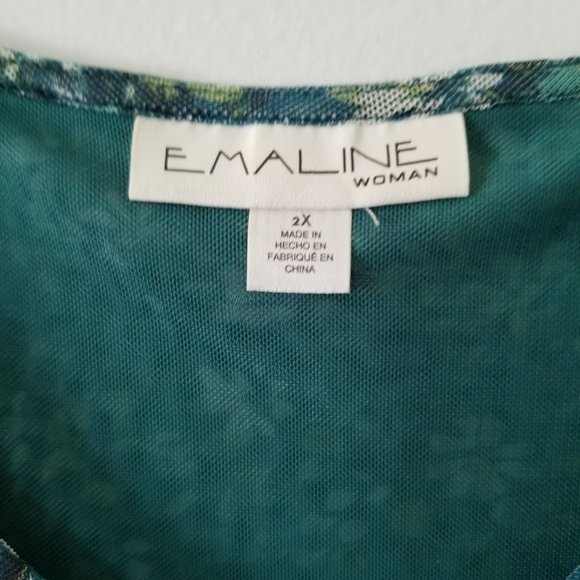 EMALINE
WOMAN
2X
MADE IN
HECHO EN
FABRIQUÉ EN
CHINA